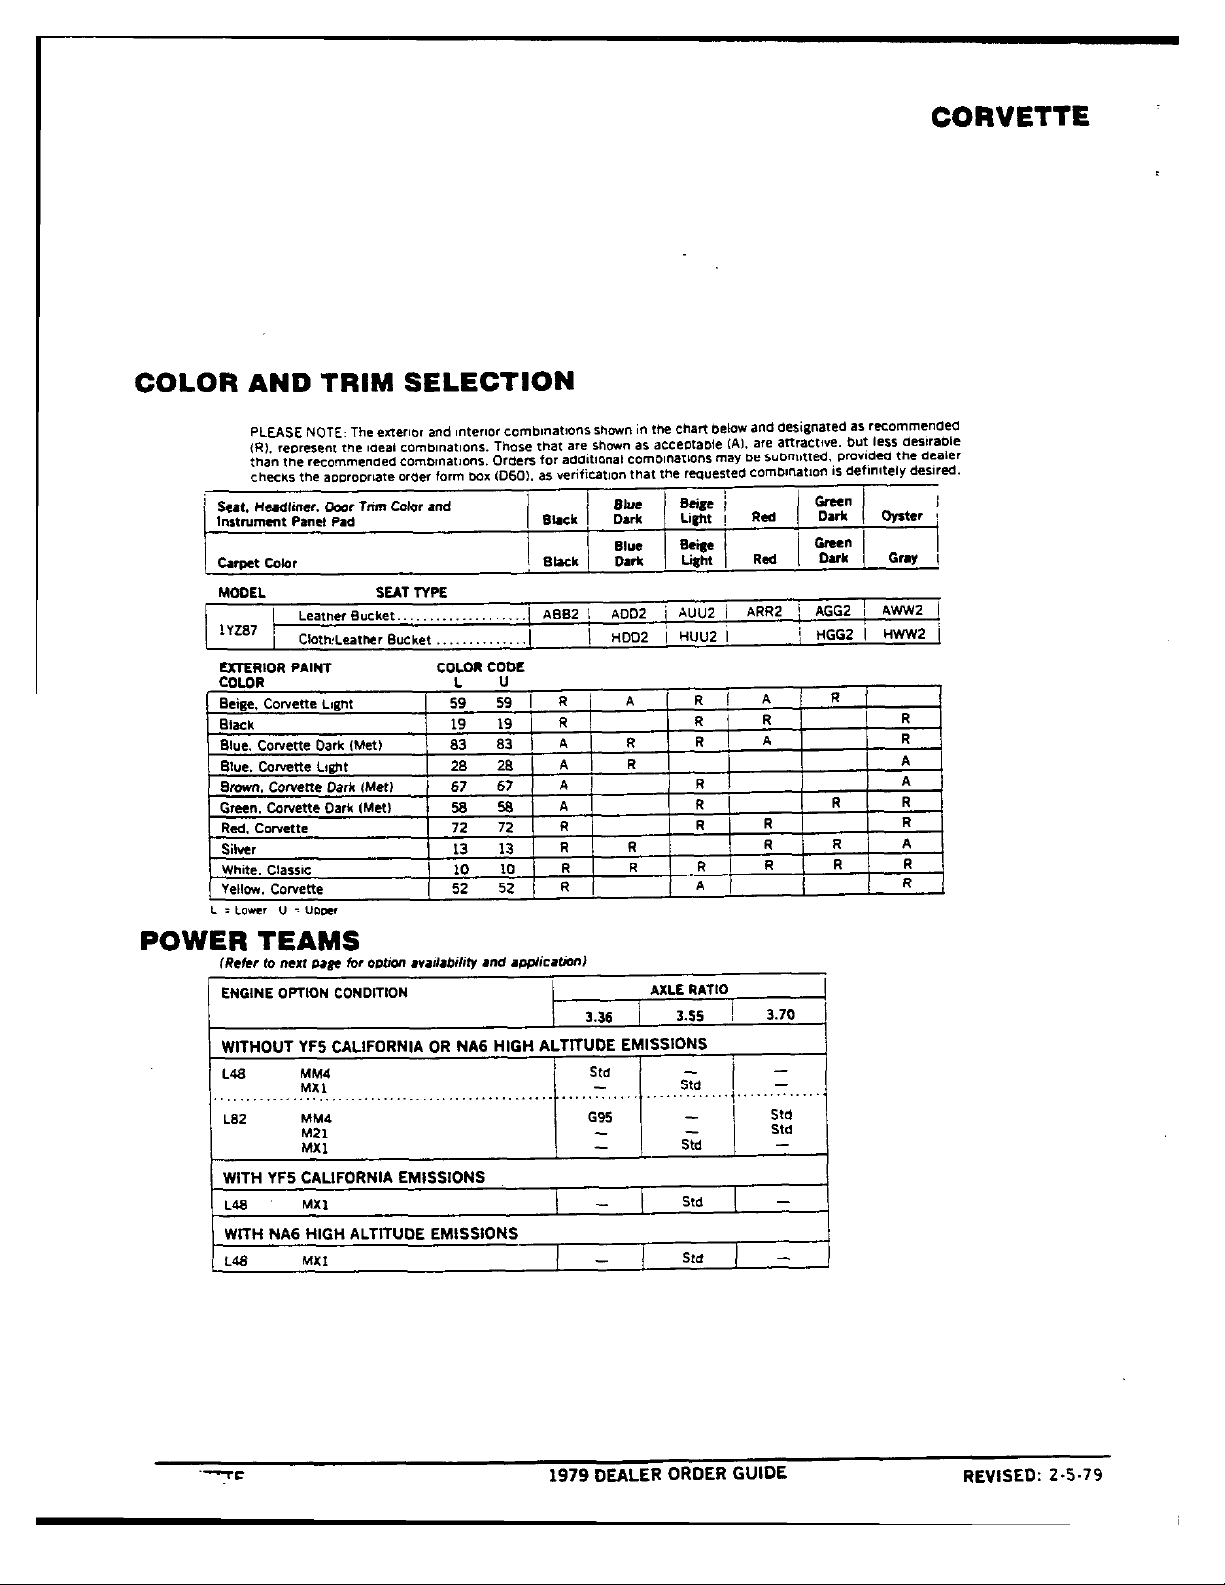 CORVETTE
COLOR AND TRIM SELECTION
PLEASE NOTE: The exterior and interior combinations shown in the chart below and designated as recommended
(R), represent the ideal combinations. Those that are shown as acceptable (A), are attractive, but less desirable
than the recommended combinations. Orders for additional combinations may be submitted, provided the dealer
checks the appropriate order form box (D60), as verification that the requested combination is definitely desired.
Seat, Headliner, Door Trim Color and Instrument Panel Pad Black Blue Dark Beige Light Red Green Dark Oyster
Carpet Color Black Blue Dark Beige Light Red Green Dark Gray
MODEL SEAT TYPE
1YZ87 Leather Bucket.................... ABB2 ADD2 AUU2 ARR2 AGG2 AWW2
Cloth-Leather Bucket .............. HDD2 HUU2 HGG2 HWW2
EXTERIOR PAINT COLOR CODE
COLOR L U
Beige, Corvette Light 59 59 R A R A R
Black 19 19 R R R R
Blue, Corvette Dark (Met) 83 83 A R R A R
Blue, Corvette Light 28 28 A R A
Brown, Corvette Dark (Met) 67 67 A R A
Green, Corvette Dark (Met) 58 58 A R R R
Red, Corvette 72 72 R R R R
Silver 13 13 R R R R A
White, Classic 10 10 R R R R R R
Yellow, Corvette 52 52 R A R
L = Lower U = Upper
POWER TEAMS
(Refer to next page for option availability and application)
ENGINE OPTION CONDITION AXLE RATIO
3.36 3.55 3.70
WITHOUT YF5 CALIFORNIA OR NA6 HIGH ALTITUDE EMISSIONS
L48 MM4 Std — —
MX1 — Std —
L82 MM4 G95 — Std
M21 — — Std
MX1 — Std —
WITH YF5 CALIFORNIA EMISSIONS
L48 MX1 — Std —
WITH NA6 HIGH ALTITUDE EMISSIONS
L48 MX1 — Std —
1979 DEALER ORDER GUIDE REVISED: 2-5-79